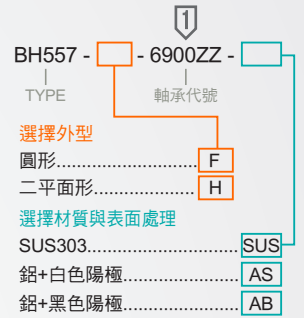 1
BH557 - - 6900ZZ -
TYPE 軸承代號
選擇外型
圓形.............................. F
二平面形........................ H
選擇材質與表面處理
SUS303............................ SUS
鋁+白色陽極...................... AS
鋁+黑色陽極...................... AB